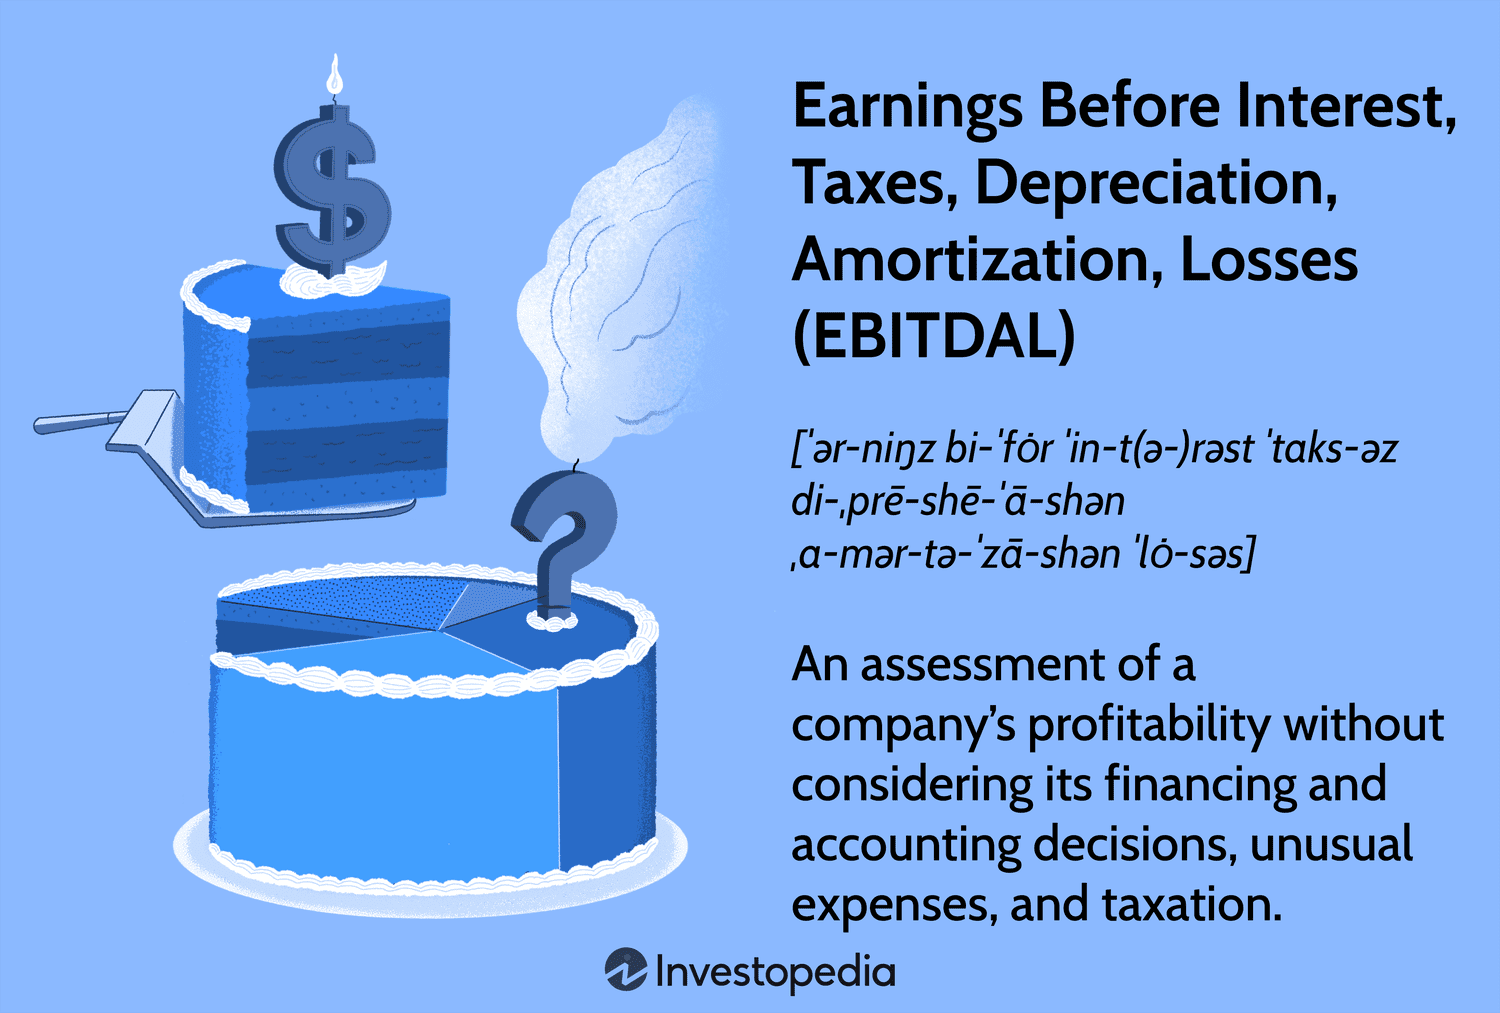 $
?
Earnings Before Interest,
Taxes, Depreciation,
Amortization, Losses
(EBITDAL)
[ˈər-niŋz bi-ˈfȯr ˈin-t(ə-)rəst ˈtaks-əz
di-ˌprē-shē-ˈā-shən
ˌa-mər-tə-ˈzā-shən ˈlȯ-səs]
An assessment of a
company’s profitability without
considering its financing and
accounting decisions, unusual
expenses, and taxation.
Investopedia